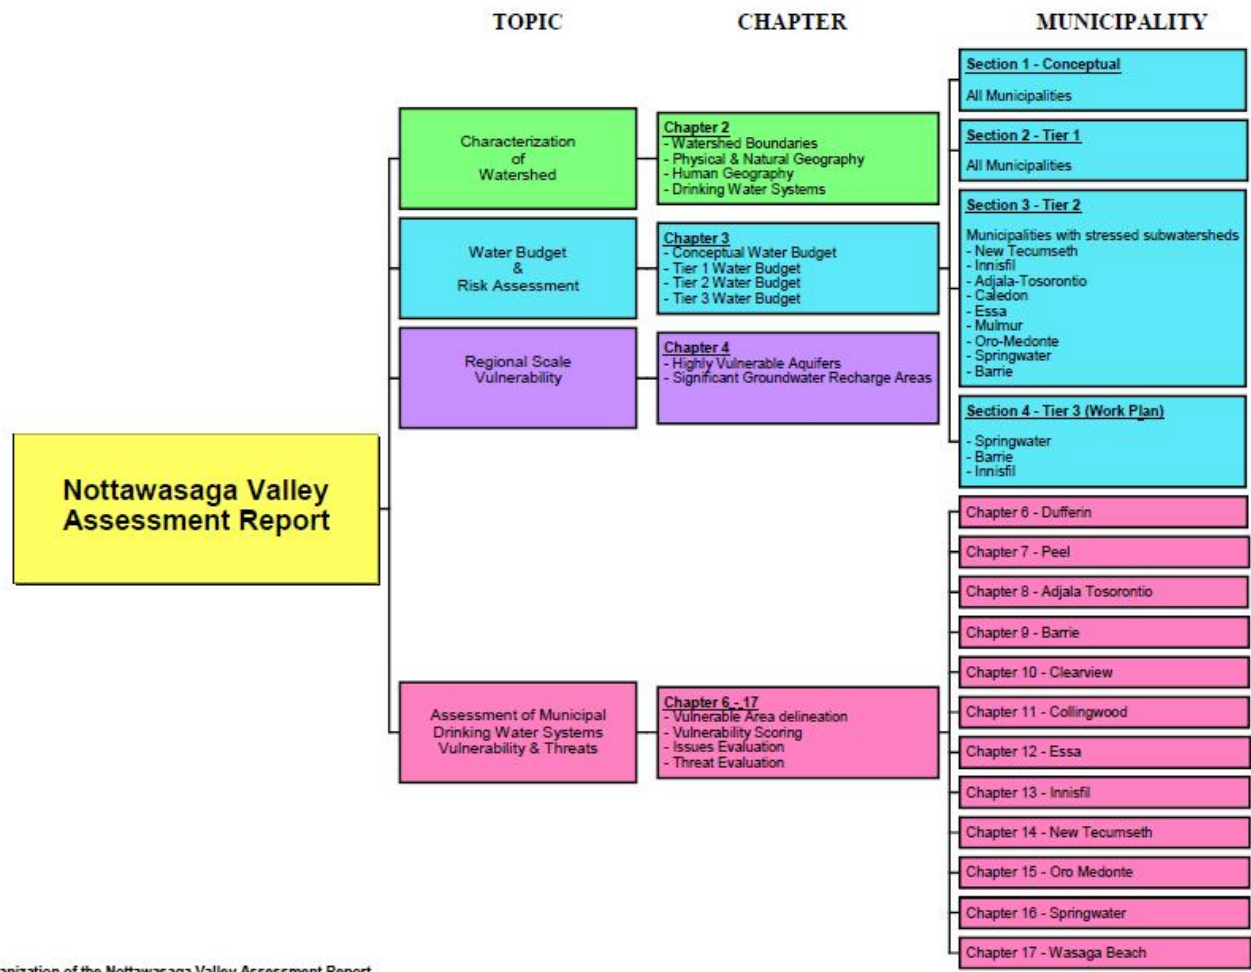 TOPIC
CHAPTER
MUNICIPALITY
Nottawasaga Valley
Assessment Report
Characterization
of
Watershed
Chapter 2
- Watershed Boundaries
- Physical & Natural Geography
- Human Geography
- Drinking Water Systems
Water Budget
&
Risk Assessment
Chapter 3
- Conceptual Water Budget
- Tier 1 Water Budget
- Tier 2 Water Budget
- Tier 3 Water Budget
Section 1 - Conceptual
All Municipalities
Section 2 - Tier 1
All Municipalities
Section 3 - Tier 2
Municipalities with stressed subwatersheds
- New Tecumseth
- Innisfil
- Adjala-Tosorontio
- Caledon
- Essa
- Mulmur
- Oro-Medonte
- Springwater
- Barrie
Section 4 - Tier 3 (Work Plan)
- Springwater
- Barrie
- Innisfil
Regional Scale
Vulnerability
Chapter 4
- Highly Vulnerable Aquifers
- Significant Groundwater Recharge Areas
Assessment of Municipal
Drinking Water Systems
Vulnerability & Threats
Chapter 6 - 17
- Vulnerable Area delineation
- Vulnerability Scoring
- Issues Evaluation
- Threat Evaluation
Chapter 6 - Dufferin
Chapter 7 - Peel
Chapter 8 - Adjala Tosorontio
Chapter 9 - Barrie
Chapter 10 - Clearview
Chapter 11 - Collingwood
Chapter 12 - Essa
Chapter 13 - Innisfil
Chapter 14 - New Tecumseth
Chapter 15 - Oro Medonte
Chapter 16 - Springwater
Chapter 17 - Wasaga Beach
of the Nottawasaga Valley Assessment Report